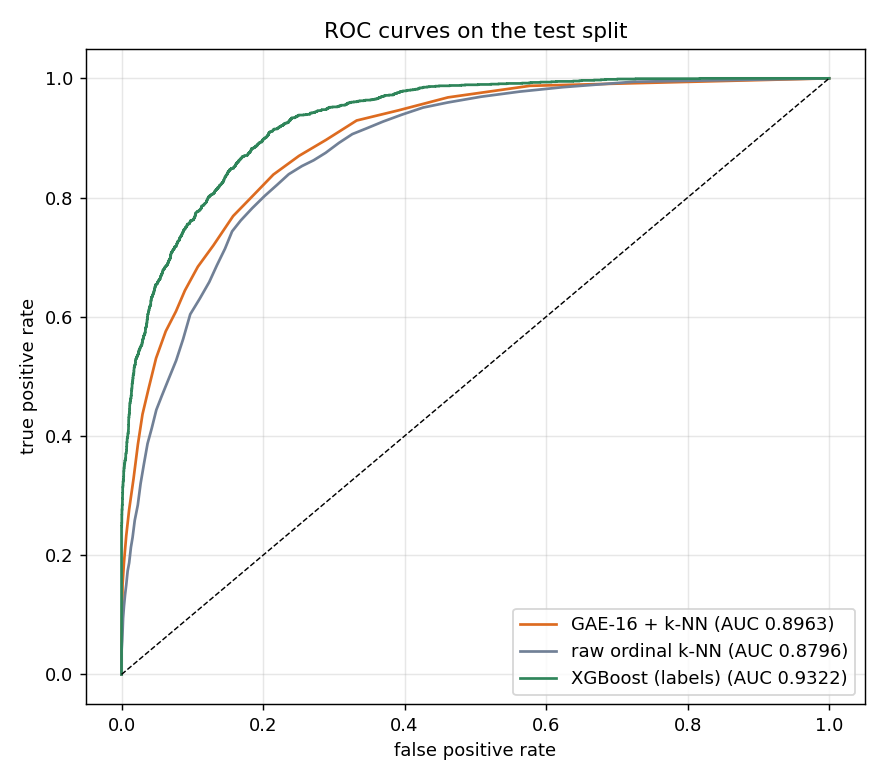 ROC curves on the test split
true positive rate
1.0
0.8
0.6
0.4
0.2
0.0
GAE-16 + k-NN (AUC 0.8963)
raw ordinal k-NN (AUC 0.8796)
XGBoost (labels) (AUC 0.9322)
0.0 0.2 0.4 0.6 0.8 1.0
false positive rate